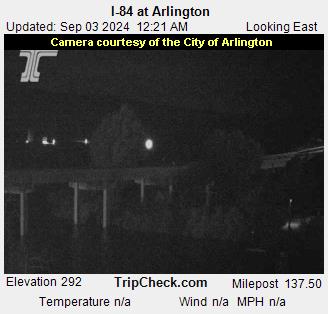 I-84 at Arlington
Updated: Sep 03 2024 12:21 AM Looking East
Camera courtesy of the City of Arlington
Elevation 292 TripCheck.com Milepost 137.50
Temperature n/a Wind n/a MPH n/a